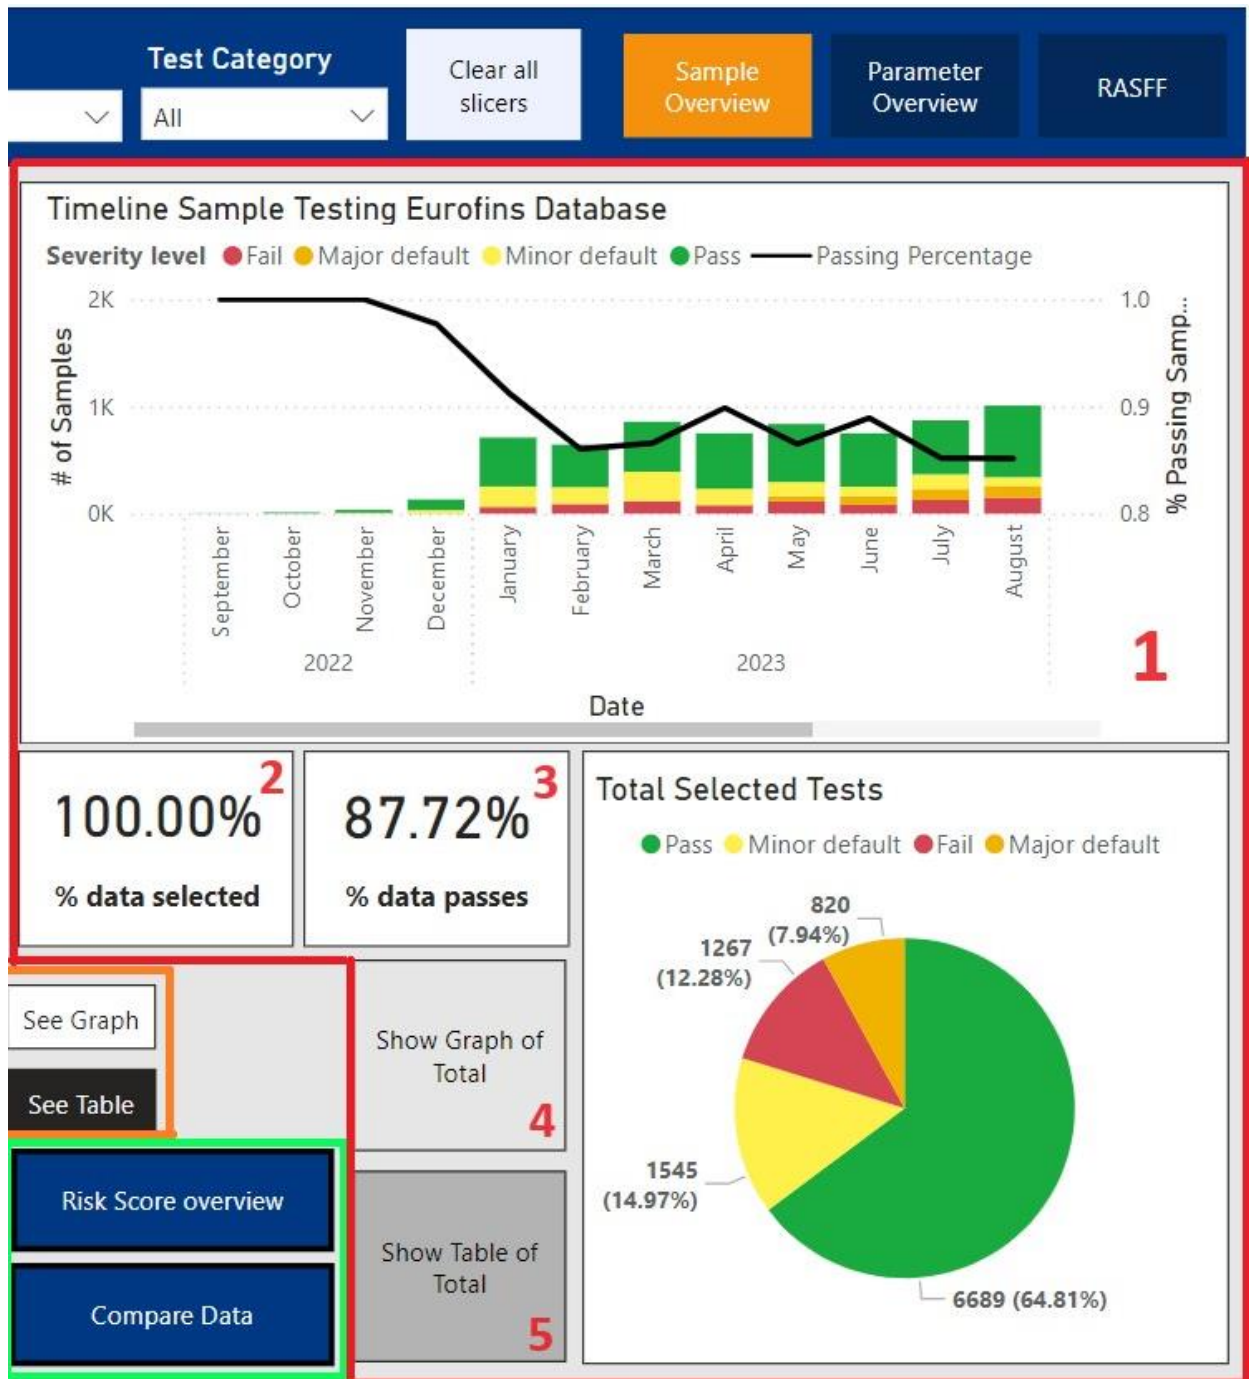 Test Category
All
Clear all
slicers
Sample
Overview
Parameter
Overview
RASFF
Timeline Sample Testing Eurofins Database
Severity level Fail Major default Minor default Pass Passing Percentage
# of Samples
2K
1K
0K
1.0
0.9
0.8
% Passing Samp...
September
October
November
December
January
February
March
April
May
June
July
August
2022
2023
Date
1
100.00%
2
% data selected
87.72%
3
% data passes
Total Selected Tests
Pass Minor default Fail Major default
820
(7.94%)
1267
(12.28%)
1545
(14.97%)
6689 (64.81%)
See Graph
See Table
Show Graph of
Total
4
Risk Score overview
Compare Data
Show Table of
Total
5